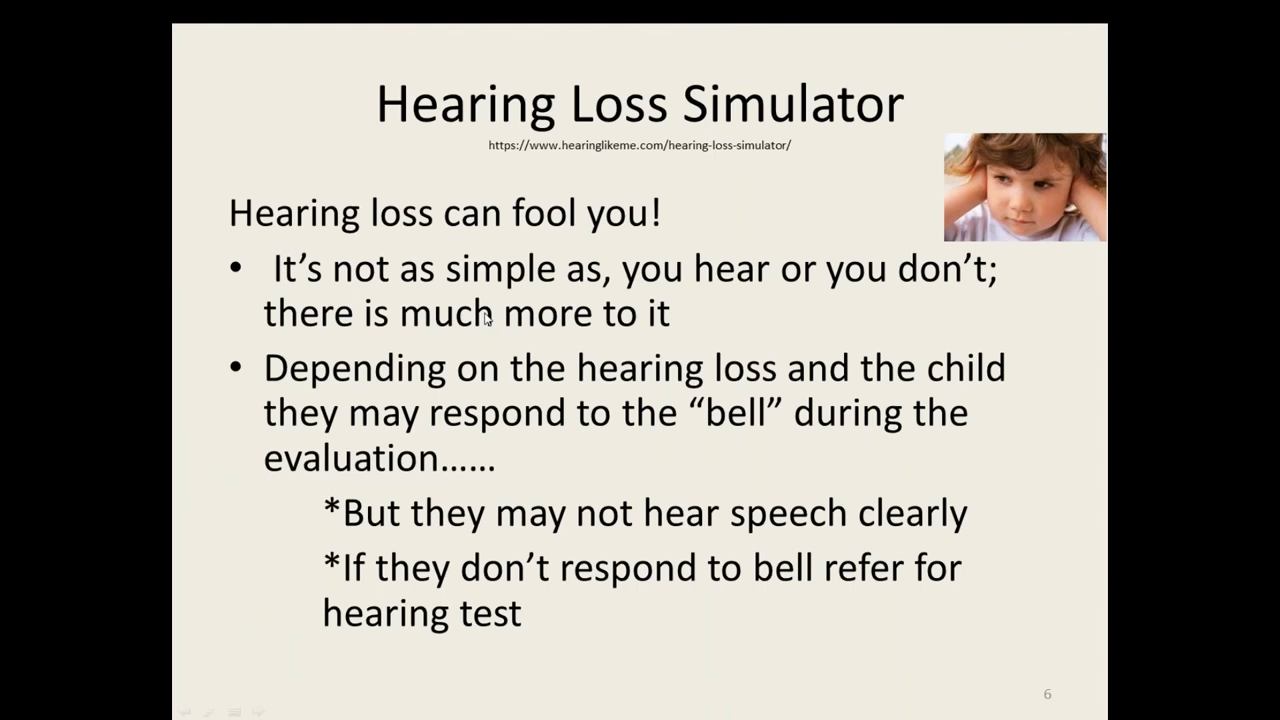 Hearing Loss Simulator
https://www.hearinglikeme.com/hearing-loss-simulator/
Hearing loss can fool you!
• It’s not as simple as, you hear or you don’t;
there is much more to it
• Depending on the hearing loss and the child
they may respond to the “bell” during the
evaluation……
*But they may not hear speech clearly
*If they don’t respond to bell refer for
hearing test
6